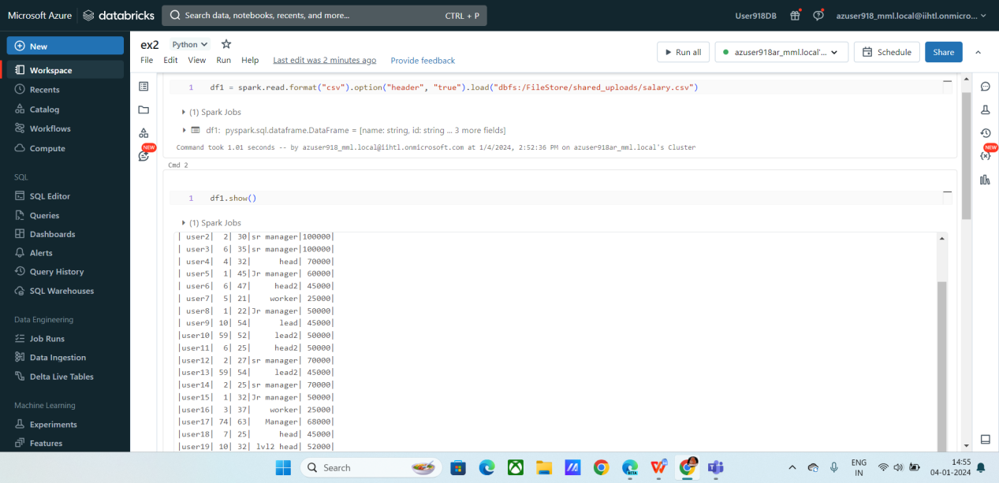 Microsoft Azure databricks Search data, notebooks, recents, and more... CTRL + P User918DB azuser918_mml.local@iihtl.onmicro...
New
Workspace
Recents
Catalog
Workflows
Compute
SQL
SQL Editor
Queries
Dashboards
Alerts
Query History
SQL Warehouses
Data Engineering
Job Runs
Data Ingestion
Delta Live Tables
Machine Learning
Experiments
Features
ex2 Python
File Edit View Run Help Last edit was 2 minutes ago Provide feedback
Run all azuser918ar_mml.local'... Schedule Share
NEW
1 df1 = spark.read.format("csv").option("header", "true").load("dbfs:/FileStore/shared_uploads/salary.csv")
(1) Spark Jobs
df1: pyspark.sql.dataframe.DataFrame = [name: string, id: string ... 3 more fields]
Command took 1.01 seconds -- by azuser918_mml.local@iihtl.onmicrosoft.com at 1/4/2024, 2:52:36 PM on azuser918ar_mml.local's Cluster
Cmd 2
1 df1.show()
(1) Spark Jobs
| user2|  2| 30|sr manager|100000|
| user3|  6| 35|sr manager|100000|
| user4|  4| 32|      head| 70000|
| user5|  1| 45|Jr manager| 60000|
| user6|  6| 47|     head2| 45000|
| user7|  5| 21|    worker| 25000|
| user8|  1| 22|Jr manager| 50000|
| user9| 10| 54|      lead| 45000|
|user10| 59| 52|     lead2| 50000|
|user11|  6| 25|     head2| 50000|
|user12|  2| 27|sr manager| 70000|
|user13| 59| 54|     lead2| 45000|
|user14|  2| 25|sr manager| 70000|
|user15|  1| 32|Jr manager| 50000|
|user16|  3| 37|    worker| 25000|
|user17| 74| 63|   Manager| 68000|
|user18|  7| 25|      head| 45000|
|user19| 10| 32| lvl2 head| 52000|
NEW
{x}
Search
ENG
IN
14:55
04-01-2024